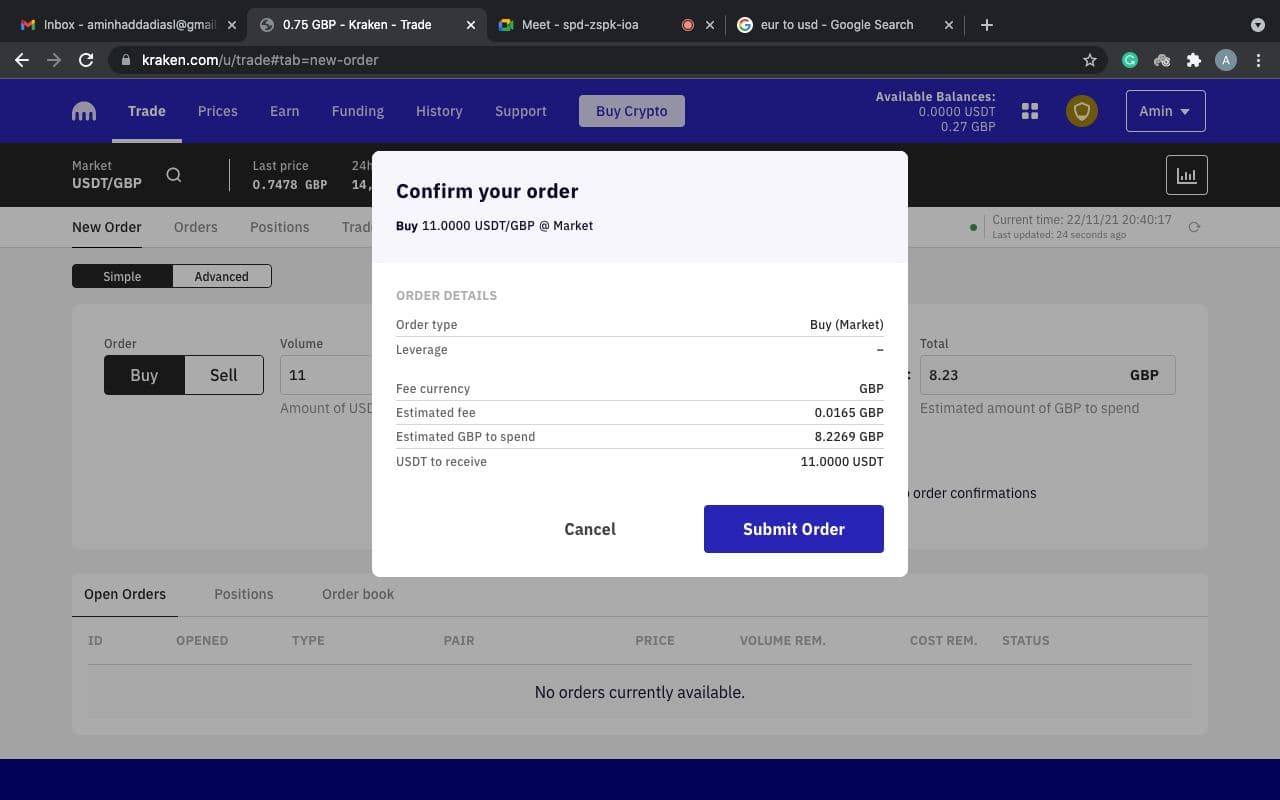 Inbox - aminhaddadiasl@gmail
0.75 GBP - Kraken - Trade
Meet - spd-zspk-ioa
eur to usd - Google Search
kraken.com/u/trade#tab=new-order
A
Trade Prices Earn Funding History Support Buy Crypto
Available Balances:
0.0000 USDT
0.27 GBP
Amin
Market
USDT/GBP
Last price
0.7478 GBP
24h
14,
New Order Orders Positions Trad
Current time: 22/11/21 20:40:17
Last updated: 24 seconds ago
Simple Advanced
Order
Buy Sell
Volume
11
Amount of USD
Total
8.23 GBP
Estimated amount of GBP to spend
order confirmations
Confirm your order
Buy 11.0000 USDT/GBP @ Market
ORDER DETAILS
Order type Buy (Market)
Leverage –
Fee currency GBP
Estimated fee 0.0165 GBP
Estimated GBP to spend 8.2269 GBP
USDT to receive 11.0000 USDT
Cancel Submit Order
Open Orders Positions Order book
ID OPENED TYPE PAIR PRICE VOLUME REM. COST REM. STATUS
No orders currently available.